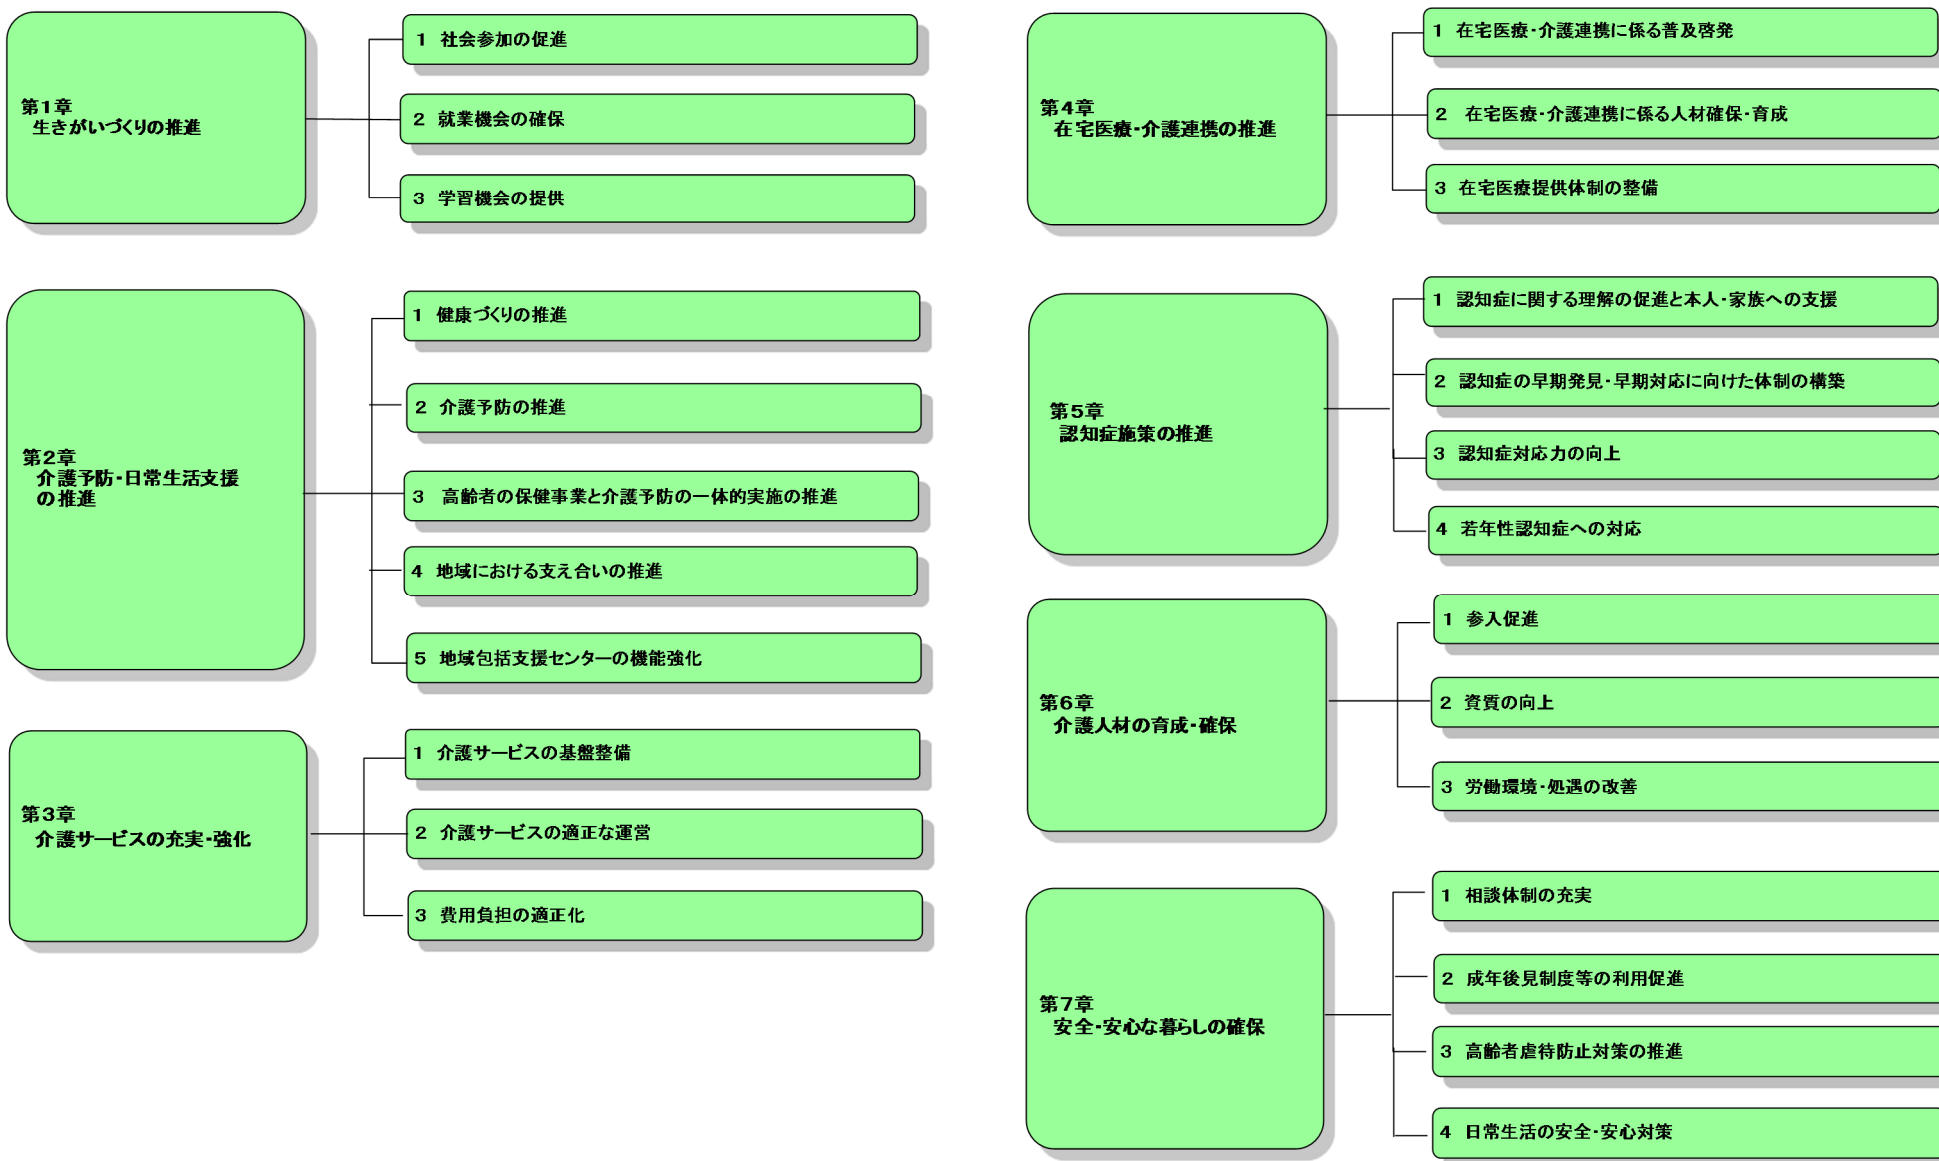 第1章
生きがいづくりの推進
1 社会参加の促進
2 就業機会の確保
3 学習機会の提供
第2章
介護予防・日常生活支援
の推進
1 健康づくりの推進
2 介護予防の推進
3 高齢者の保健事業と介護予防の一体的実施の推進
4 地域における支え合いの推進
5 地域包括支援センターの機能強化
第3章
介護サービスの充実・強化
1 介護サービスの基盤整備
2 介護サービスの適正な運営
3 費用負担の適正化
第4章
在宅医療・介護連携の推進
1 在宅医療・介護連携に係る普及啓発
2 在宅医療・介護連携に係る人材確保・育成
3 在宅医療提供体制の整備
第5章
認知症施策の推進
1 認知症に関する理解の促進と本人・家族への支援
2 認知症の早期発見・早期対応に向けた体制の構築
3 認知症対応力の向上
4 若年性認知症への対応
第6章
介護人材の育成・確保
1 参入促進
2 資質の向上
3 労働環境・処遇の改善
第7章
安全・安心な暮らしの確保
1 相談体制の充実
2 成年後見制度等の利用促進
3 高齢者虐待防止対策の推進
4 日常生活の安全・安心対策